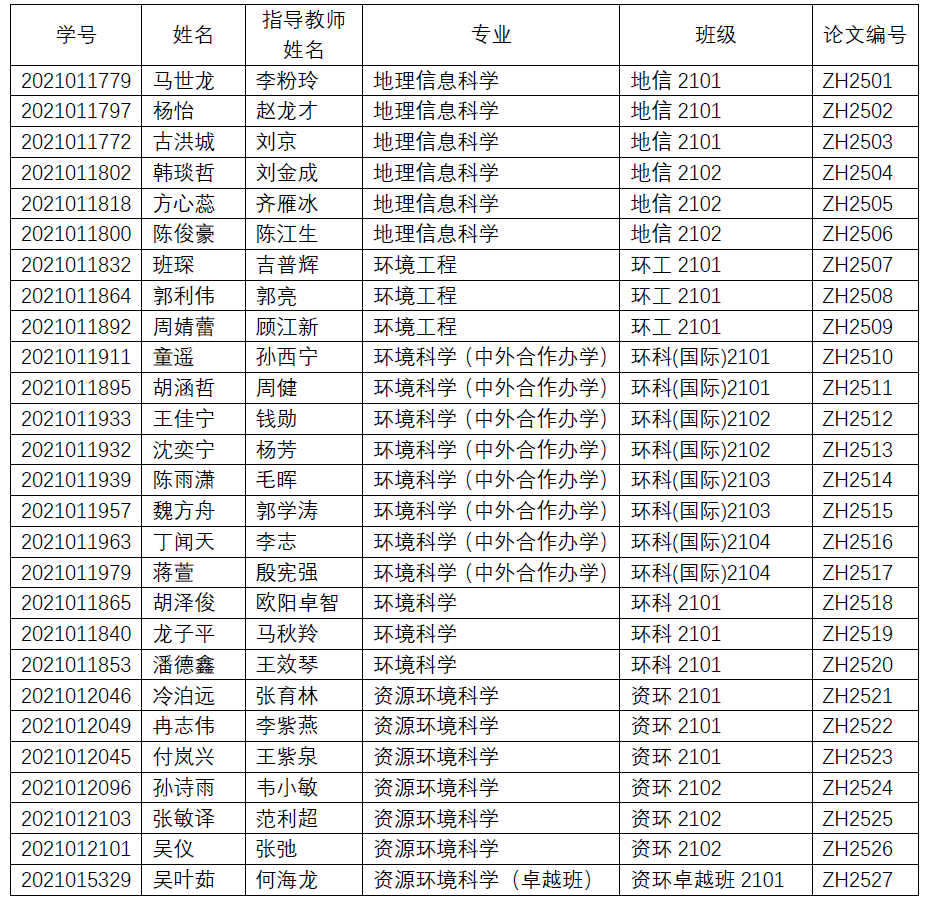 学号 姓名 指导教师姓名 专业 班级 论文编号
2021011779 马世龙 李粉玲 地理信息科学 地信 2101 ZH2501
2021011797 杨怡 赵龙才 地理信息科学 地信 2101 ZH2502
2021011772 古洪城 刘京 地理信息科学 地信 2101 ZH2503
2021011802 韩琰哲 刘金成 地理信息科学 地信 2102 ZH2504
2021011818 方心蕊 齐雁冰 地理信息科学 地信 2102 ZH2505
2021011800 陈俊豪 陈江生 地理信息科学 地信 2102 ZH2506
2021011832 班琛 吉普辉 环境工程 环工 2101 ZH2507
2021011864 郭利伟 郭亮 环境工程 环工 2101 ZH2508
2021011892 周婧蕾 顾江新 环境工程 环工 2101 ZH2509
2021011911 童遥 孙西宁 环境科学（中外合作办学） 环科(国际)2101 ZH2510
2021011895 胡涵哲 周健 环境科学（中外合作办学） 环科(国际)2101 ZH2511
2021011933 王佳宁 钱勋 环境科学（中外合作办学） 环科(国际)2102 ZH2512
2021011932 沈奕宁 杨芳 环境科学（中外合作办学） 环科(国际)2102 ZH2513
2021011939 陈雨潇 毛晖 环境科学（中外合作办学） 环科(国际)2103 ZH2514
2021011957 魏方舟 郭学涛 环境科学（中外合作办学） 环科(国际)2103 ZH2515
2021011963 丁闻天 李志 环境科学（中外合作办学） 环科(国际)2104 ZH2516
2021011979 蒋萱 殷宪强 环境科学（中外合作办学） 环科(国际)2104 ZH2517
2021011865 胡泽俊 欧阳卓智 环境科学 环科 2101 ZH2518
2021011840 龙子平 马秋羚 环境科学 环科 2101 ZH2519
2021011853 潘德鑫 王效琴 环境科学 环科 2101 ZH2520
2021012046 冷泊远 张育林 资源环境科学 资环 2101 ZH2521
2021012049 冉志伟 李紫燕 资源环境科学 资环 2101 ZH2522
2021012045 付岚兴 王紫泉 资源环境科学 资环 2101 ZH2523
2021012096 孙诗雨 韦小敏 资源环境科学 资环 2102 ZH2524
2021012103 张敏译 范利超 资源环境科学 资环 2102 ZH2525
2021012101 吴仪 张弛 资源环境科学 资环 2102 ZH2526
2021015329 吴叶茹 何海龙 资源环境科学（卓越班） 资环卓越班 2101 ZH2527